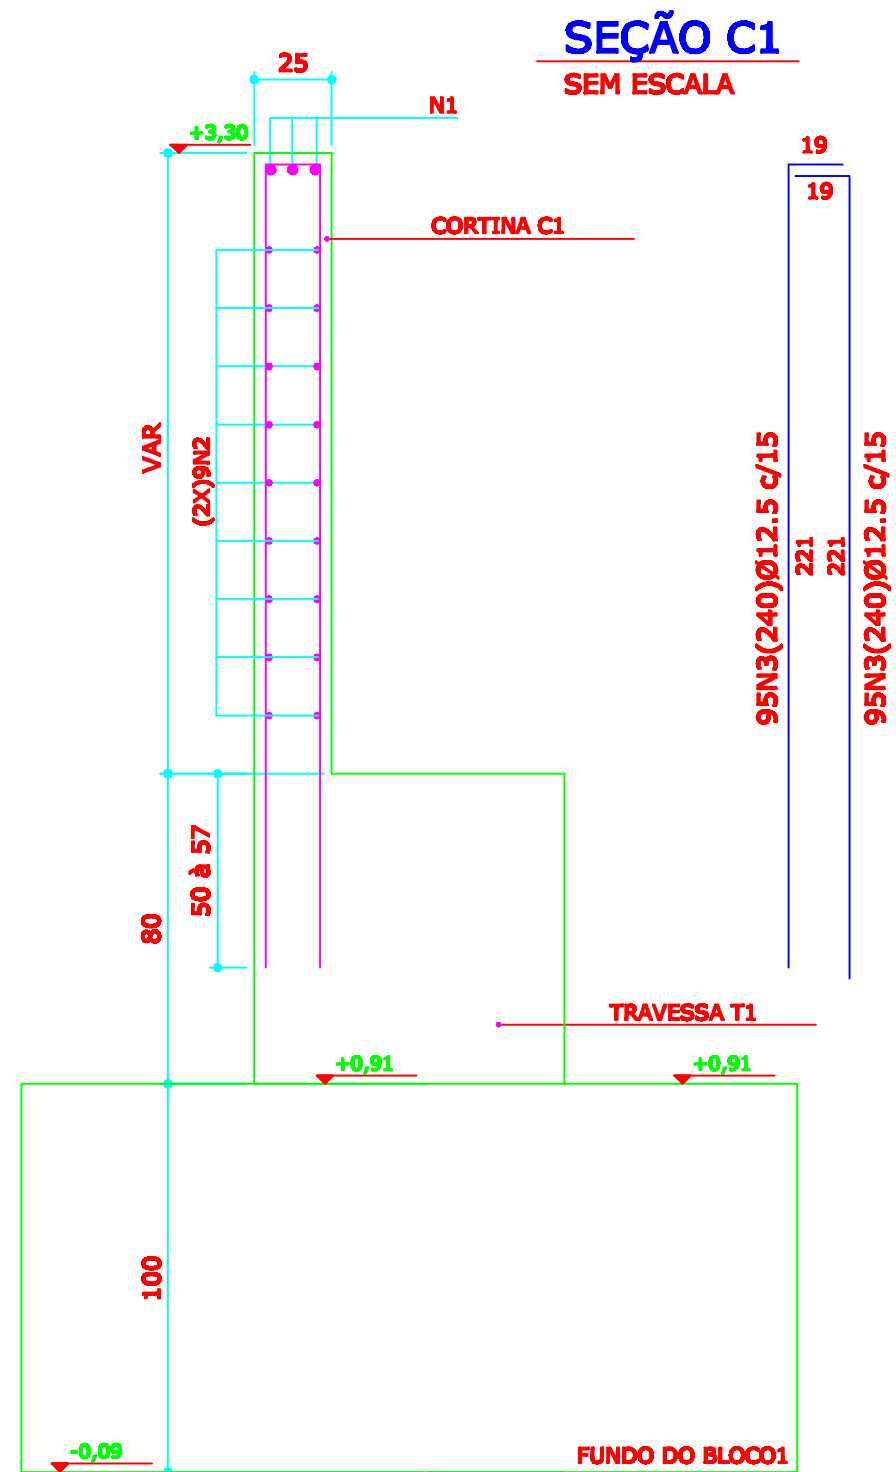 SEÇÃO C1
SEM ESCALA
25
N1
+3,30
19
19
CORTINA C1
VAR
(2X)9N2
95N3(240)Ø12.5 c/15
221
221
95N3(240)Ø12.5 c/15
50 à 57
80
TRAVESSA T1
+0,91
+0,91
100
-0,09
FUNDO DO BLOCO1